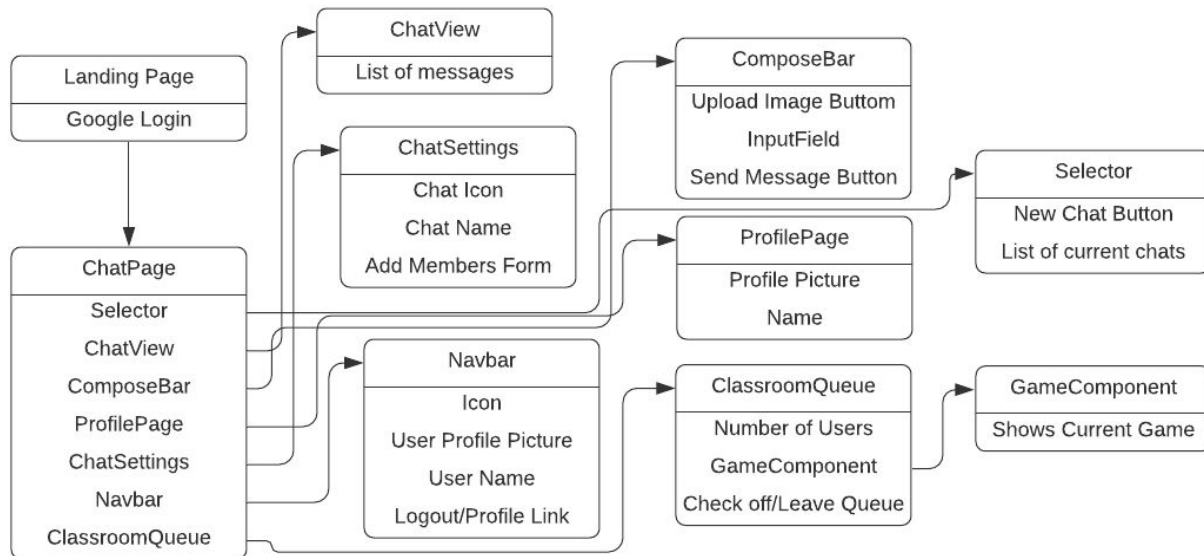 Landing Page
Google Login
ChatPage
Selector
ChatView
ComposeBar
ProfilePage
ChatSettings
Navbar
ClassroomQueue
ChatView
List of messages
ChatSettings
Chat Icon
Chat Name
Add Members Form
Navbar
Icon
User Profile Picture
User Name
Logout/Profile Link
ComposeBar
Upload Image Buttom
InputField
Send Message Button
ProfilePage
Profile Picture
Name
ClassroomQueue
Number of Users
GameComponent
Check off/Leave Queue
Selector
New Chat Button
List of current chats
GameComponent
Shows Current Game